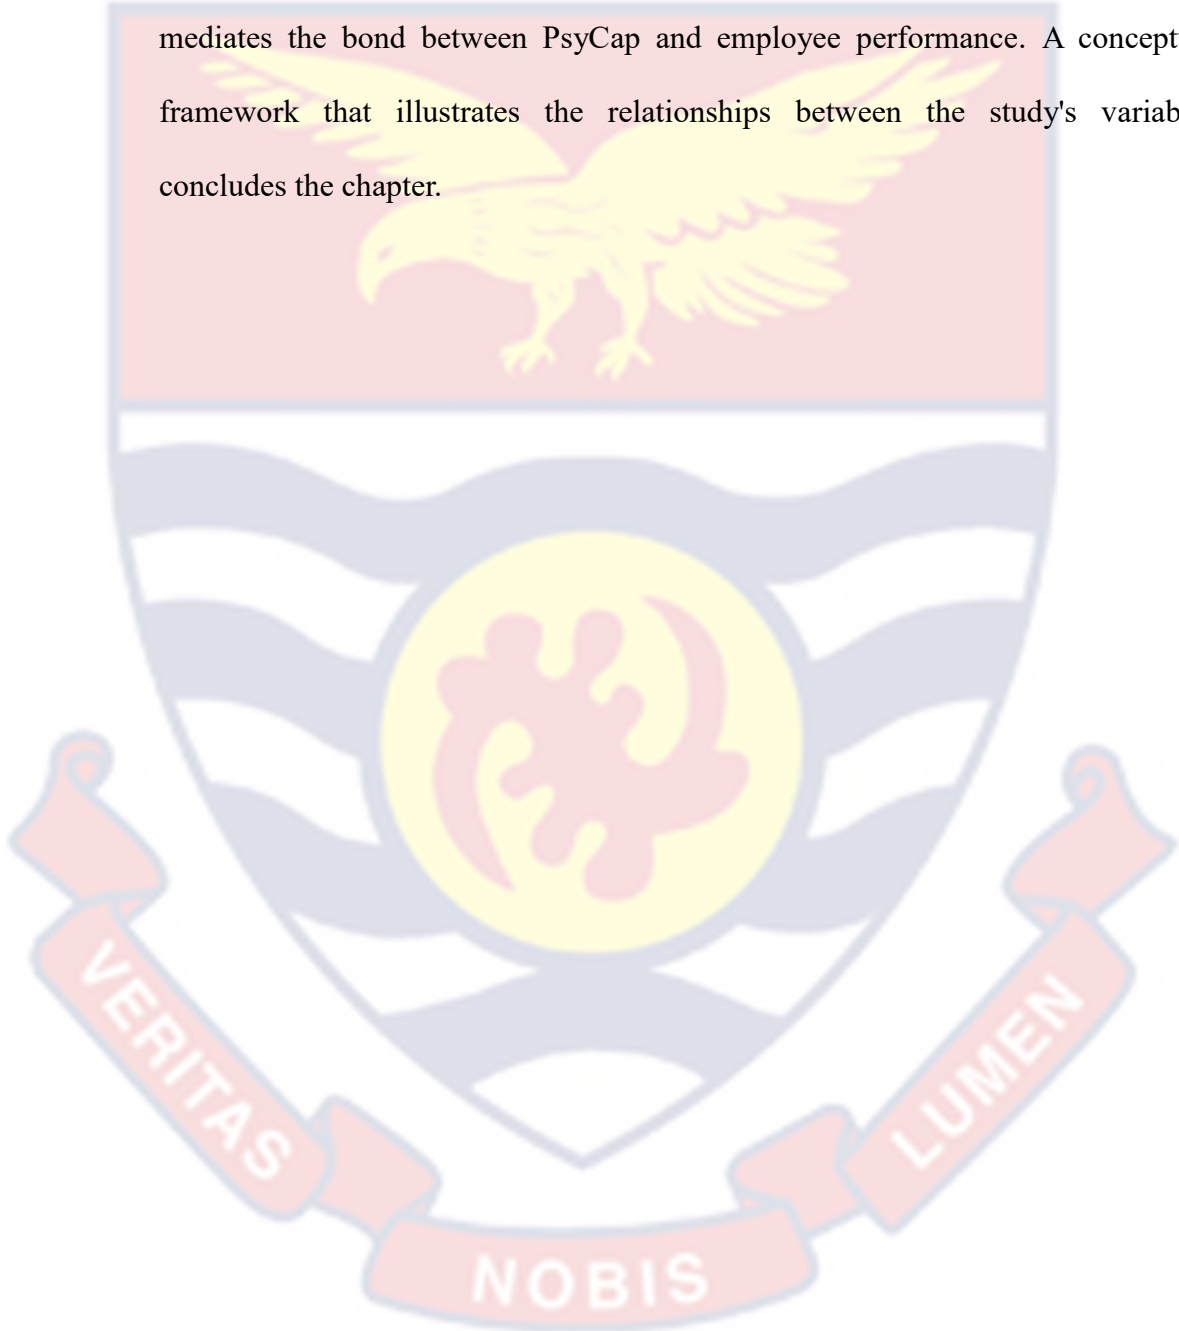 mediates the bond between PsyCap and employee performance. A concept
framework that illustrates the relationships between the study's variab
concludes the chapter.
VERITAS
NOBIS
LUMEN